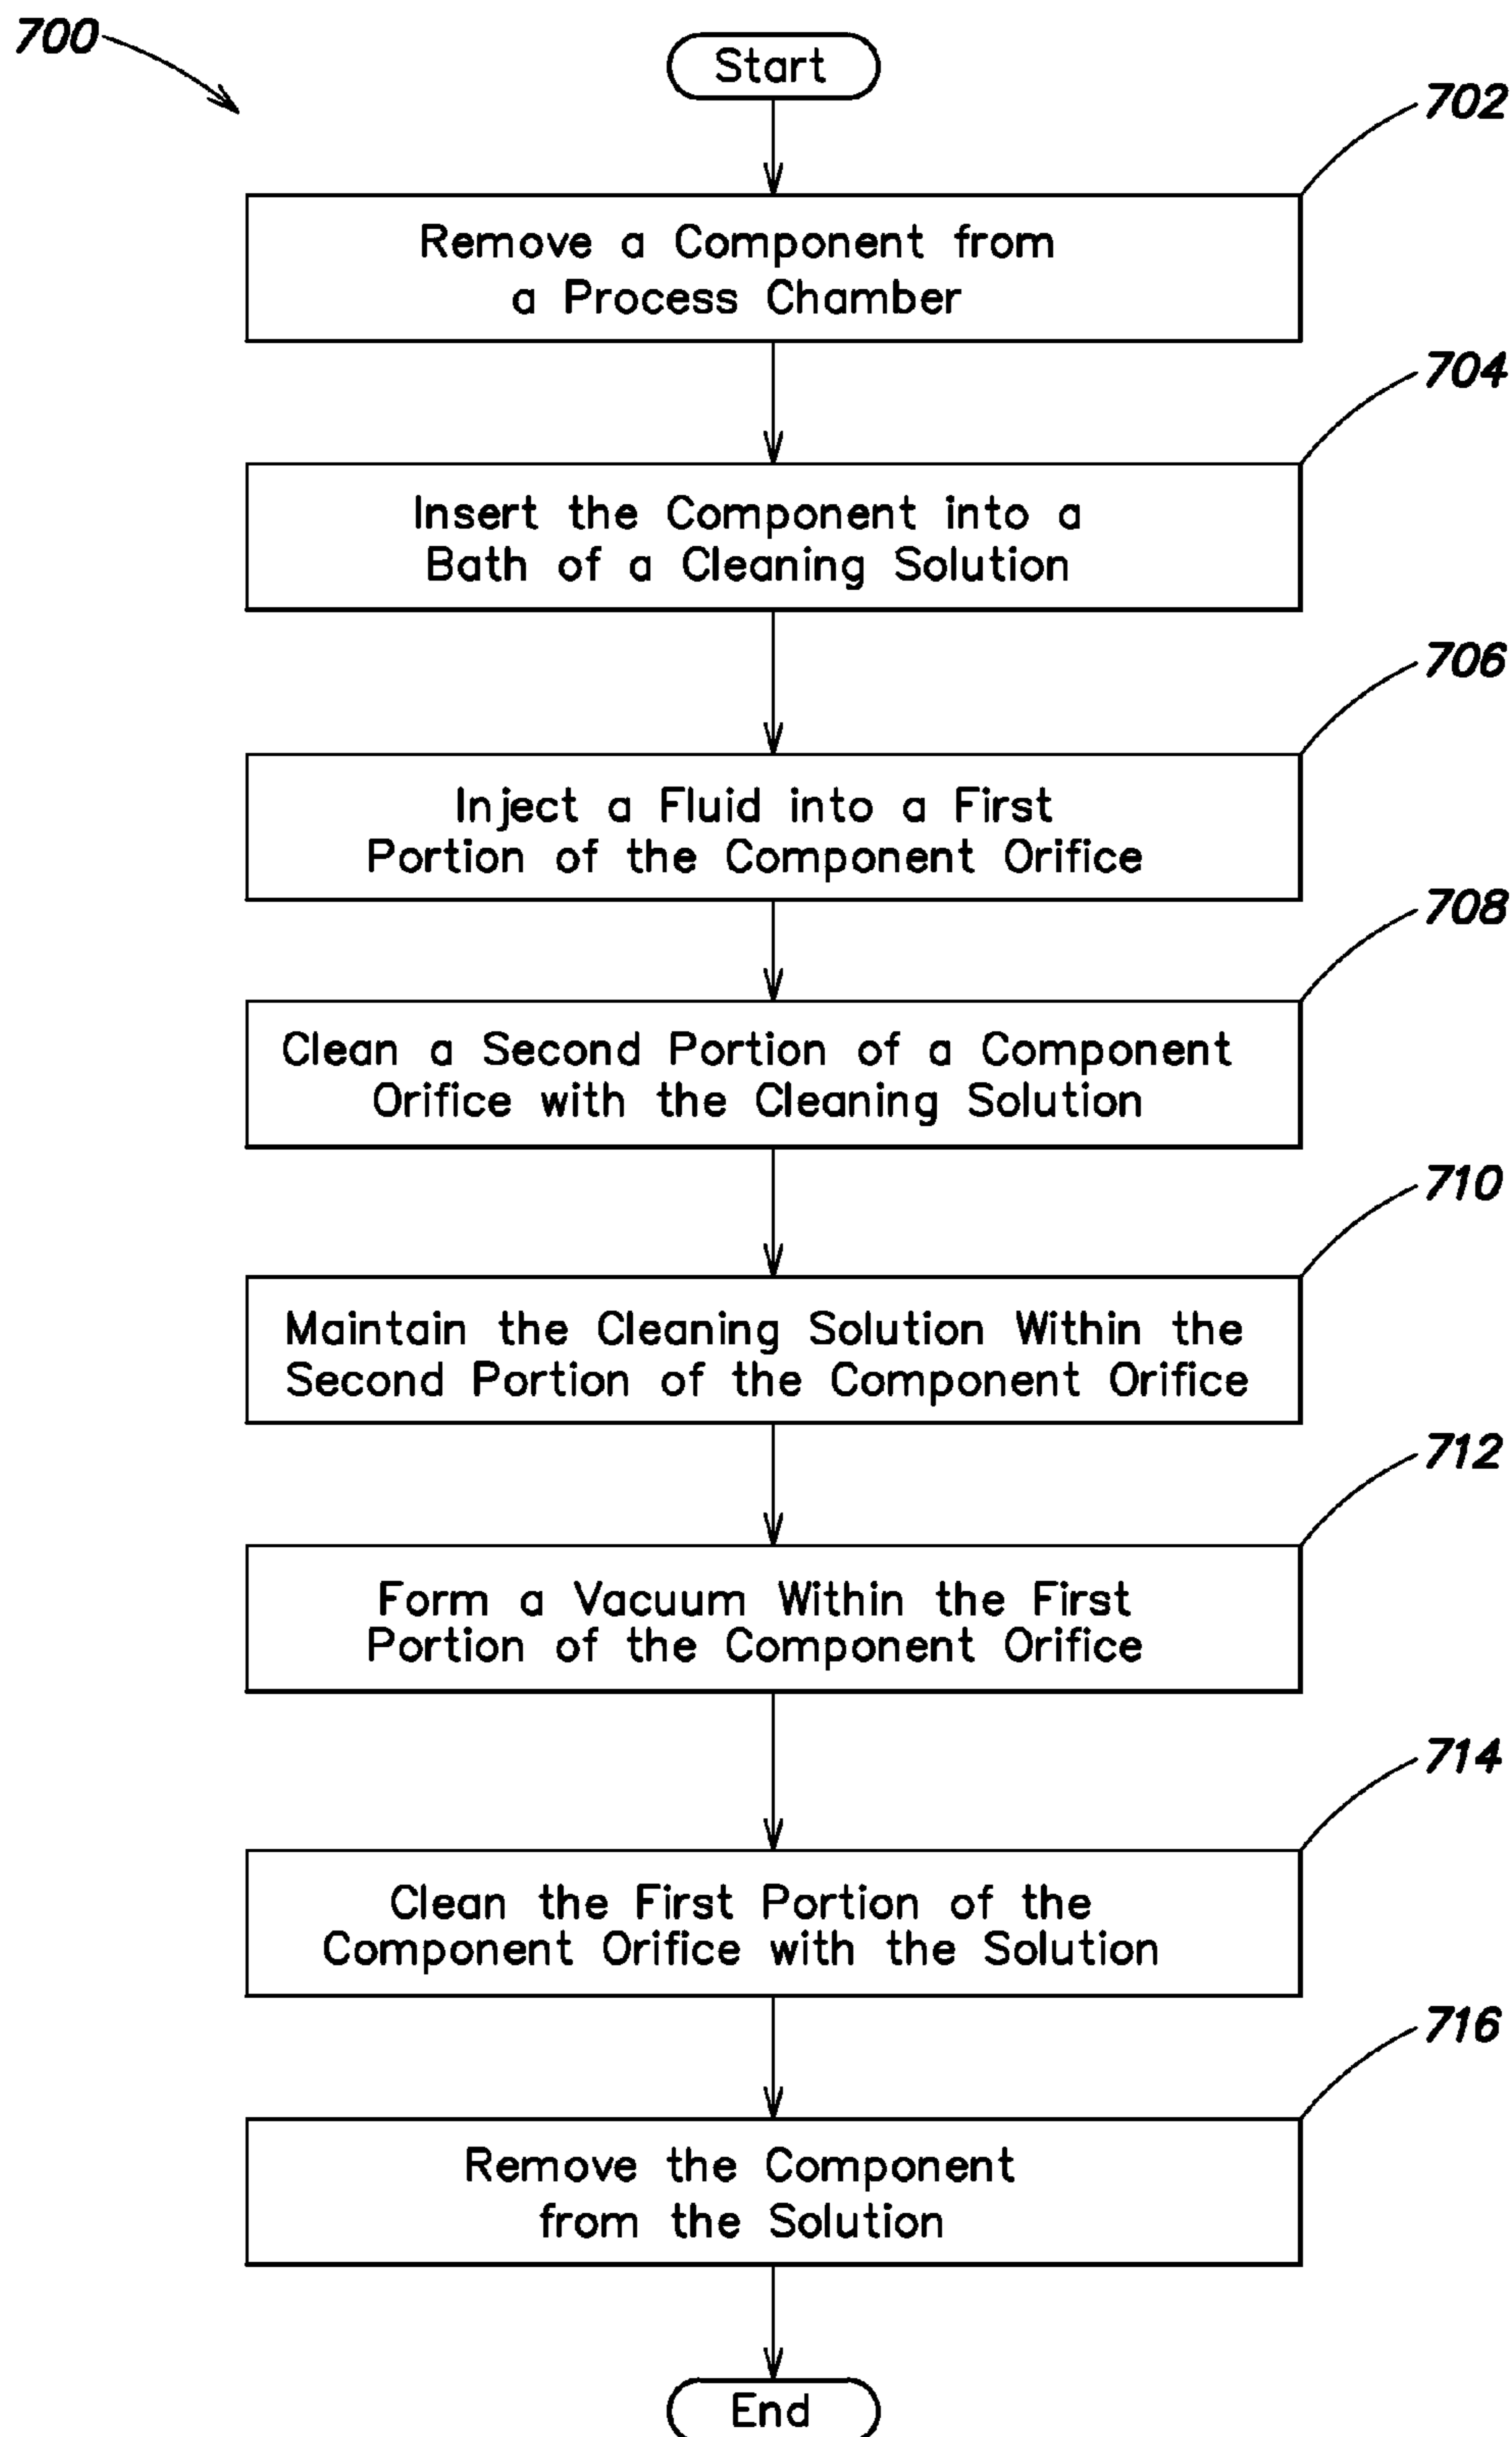 700
Start
702
Remove a Component from
a Process Chamber
704
Insert the Component into a
Bath of a Cleaning Solution
706
Inject a Fluid into a First
Portion of the Component Orifice
708
Clean a Second Portion of a Component
Orifice with the Cleaning Solution
710
Maintain the Cleaning Solution Within the
Second Portion of the Component Orifice
712
Form a Vacuum Within the First
Portion of the Component Orifice
714
Clean the First Portion of the
Component Orifice with the Solution
716
Remove the Component
from the Solution
End